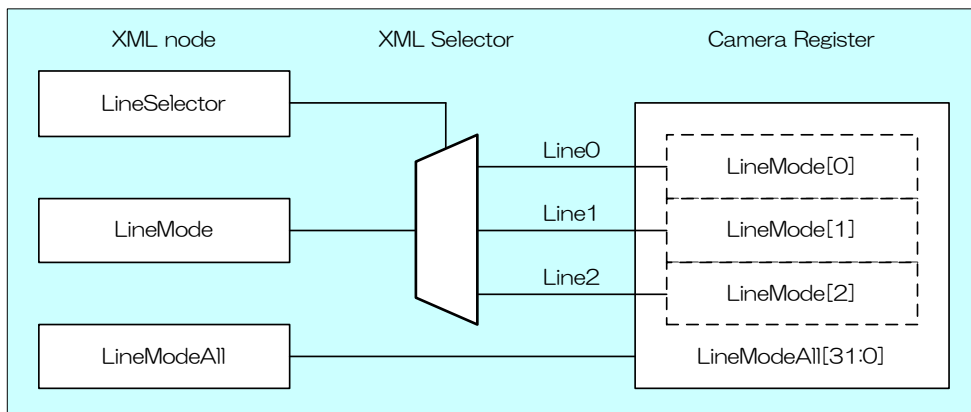 XML node
XML Selector
Camera Register
LineSelector
LineMode
LineModeAll
Line0
Line1
Line2
LineMode[0]
LineMode[1]
LineMode[2]
LineModeAll[31:0]